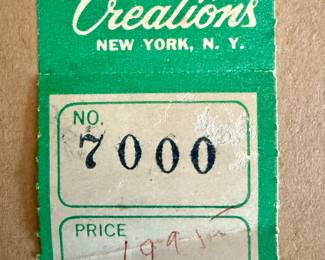 Creations
NEW YORK, N. Y.
NO.
7000
PRICE